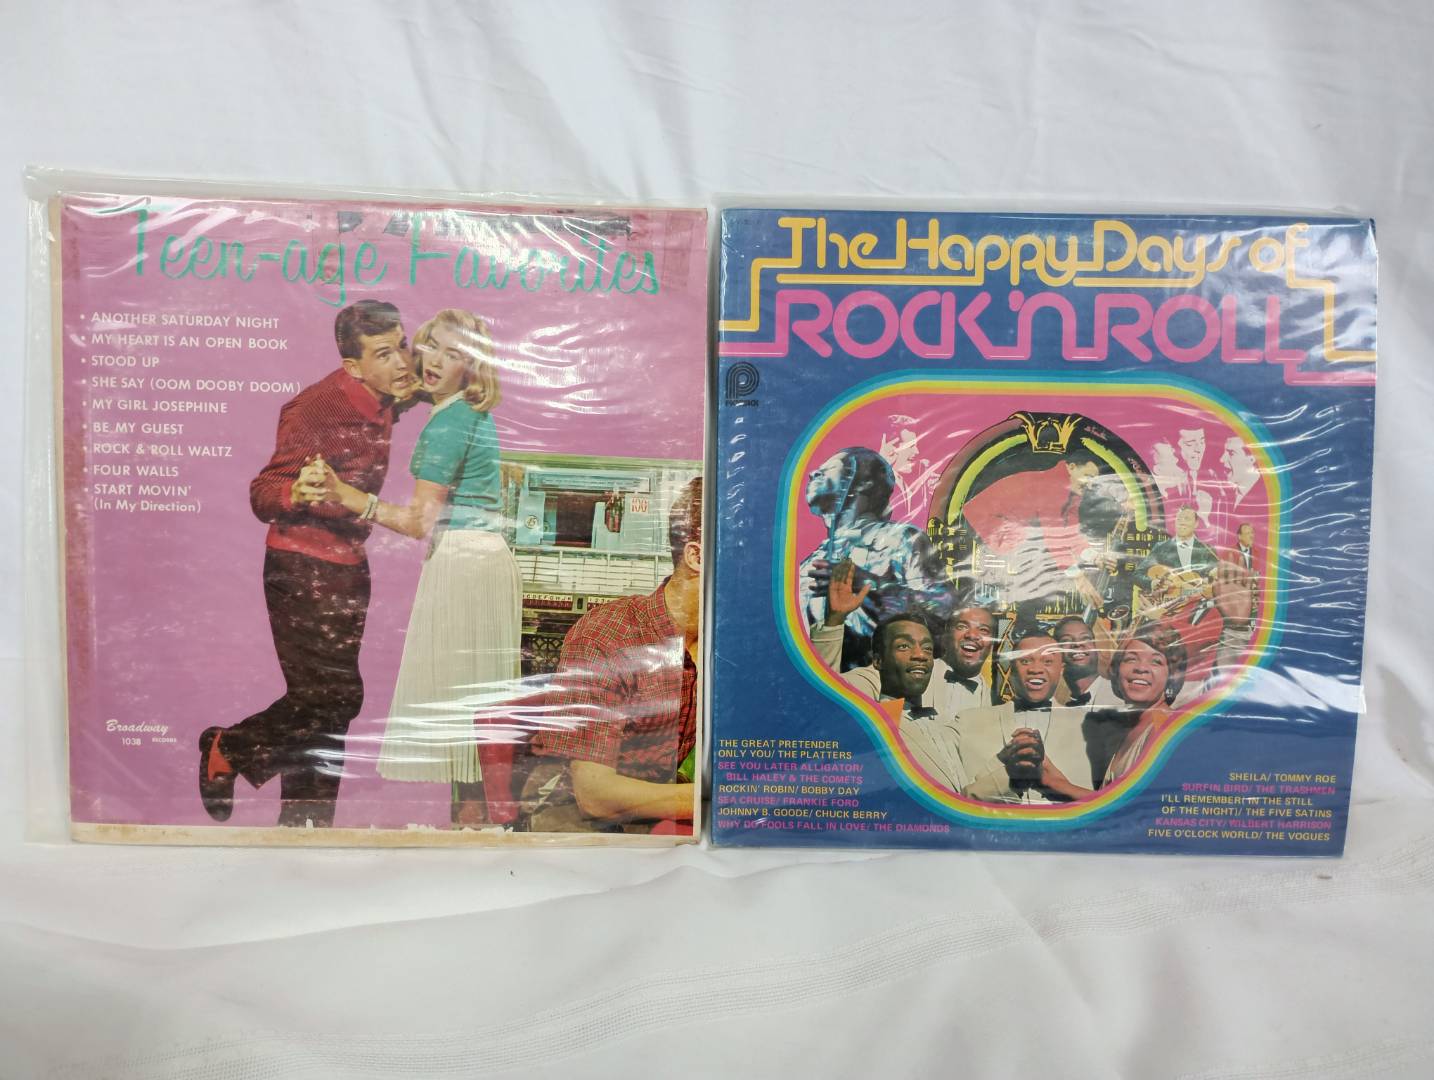 Teen-age Favorites
• ANOTHER SATURDAY NIGHT
• MY HEART IS AN OPEN BOOK
• STOOD UP
• SHE SAY (OOM DOOBY DOOM)
• MY GIRL JOSEPHINE
• BE MY GUEST
• ROCK & ROLL WALTZ
• FOUR WALLS
• START MOVIN'
(In My Direction)
100
Broadway
1038 RECORDS
The Happy Days of
ROCK 'n ROLL
PICKWICK
THE GREAT PRETENDER
ONLY YOU/ THE PLATTERS
SEE YOU LATER ALLIGATOR/
BILL HALEY & THE COMETS
ROCKIN' ROBIN/ BOBBY DAY
SEA CRUISE/ FRANKIE FORD
JOHNNY B. GOODE/ CHUCK BERRY
WHY DO FOOLS FALL IN LOVE/ THE DIAMONDS
SHEILA/ TOMMY ROE
SURFIN BIRD/ THE TRASHMEN
I'LL REMEMBER(IN THE STILL
OF THE NIGHT)/ THE FIVE SATINS
KANSAS CITY/ WILBERT HARRISON
FIVE O'CLOCK WORLD/ THE VOGUES